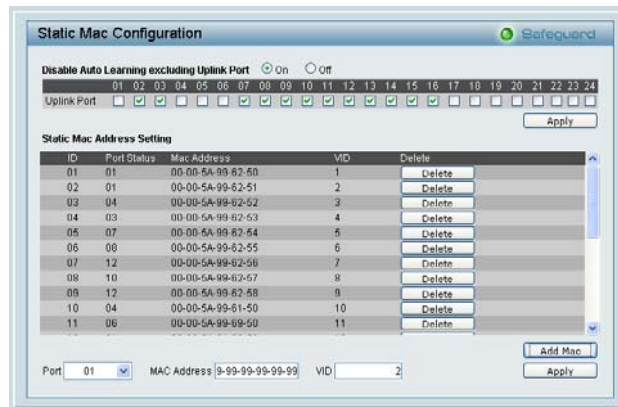 Static Mac Configuration
Safeguard
Disable Auto Learning excluding Uplink Port On Off
01 02 03 04 05 06 07 08 09 10 11 12 13 14 15 16 17 18 19 20 21 22 23 24
Uplink Port
Apply
Static Mac Address Setting
ID Port Status Mac Address VID Delete
01 01 00-00-5A-99-62-50 1 Delete
02 01 00-00-5A-99-62-51 2 Delete
03 04 00-00-5A-99-62-52 3 Delete
04 03 00-00-5A-99-62-53 4 Delete
05 07 00-00-5A-99-62-54 5 Delete
06 08 00-00-5A-99-62-55 6 Delete
07 12 00-00-5A-99-62-56 7 Delete
08 10 00-00-5A-99-62-57 8 Delete
09 12 00-00-5A-99-62-58 9 Delete
10 04 00-00-5A-99-61-50 10 Delete
11 06 00-00-5A-99-69-50 11 Delete
Add Mac
Port 01 MAC Address 9-99-99-99-99-99 VID 2 Apply